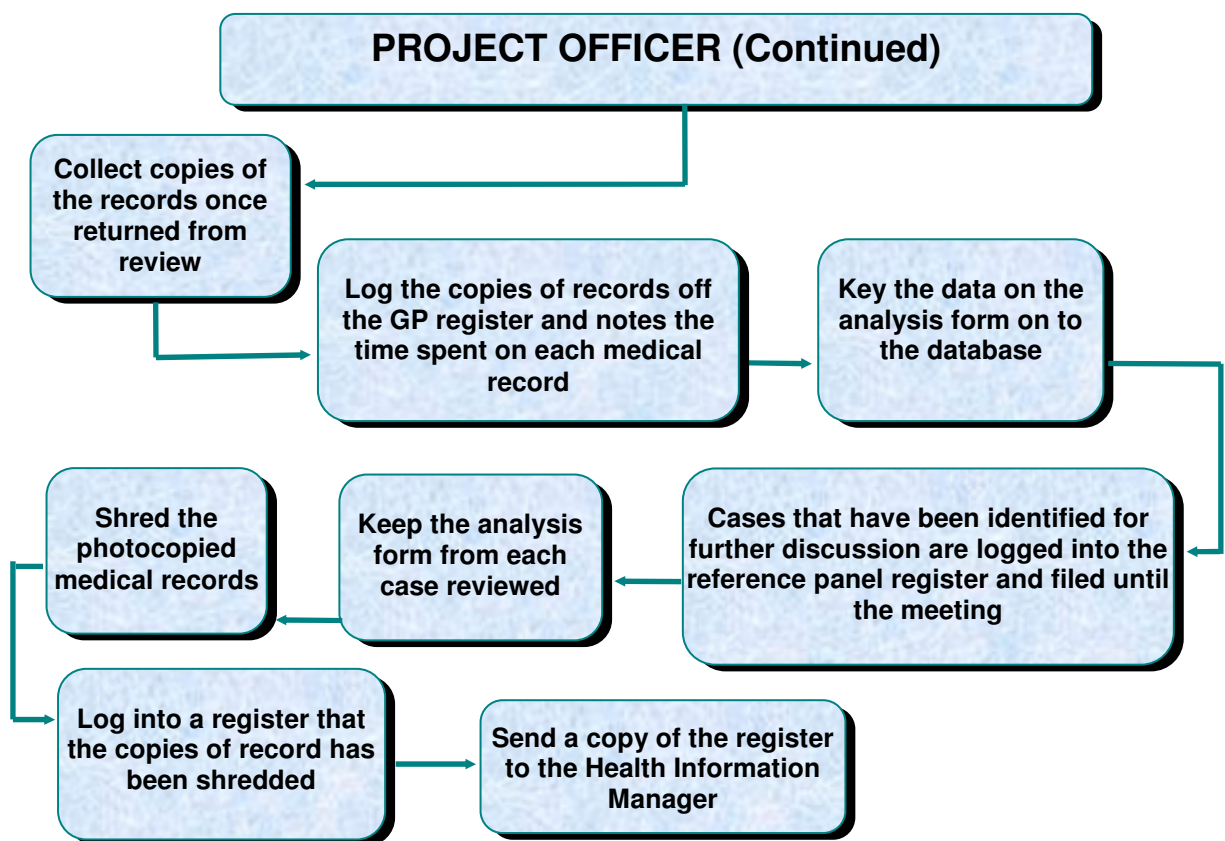 PROJECT OFFICER (Continued)
Collect copies of
the records once
returned from
review
Log the copies of records off
the GP register and notes the
time spent on each medical
record
Key the data on the
analysis form on to
the database
Cases that have been identified for
further discussion are logged into the
reference panel register and filed until
the meeting
Keep the analysis
form from each
case reviewed
Shred the
photocopied
medical records
Log into a register that
the copies of record has
been shredded
Send a copy of the register
to the Health Information
Manager